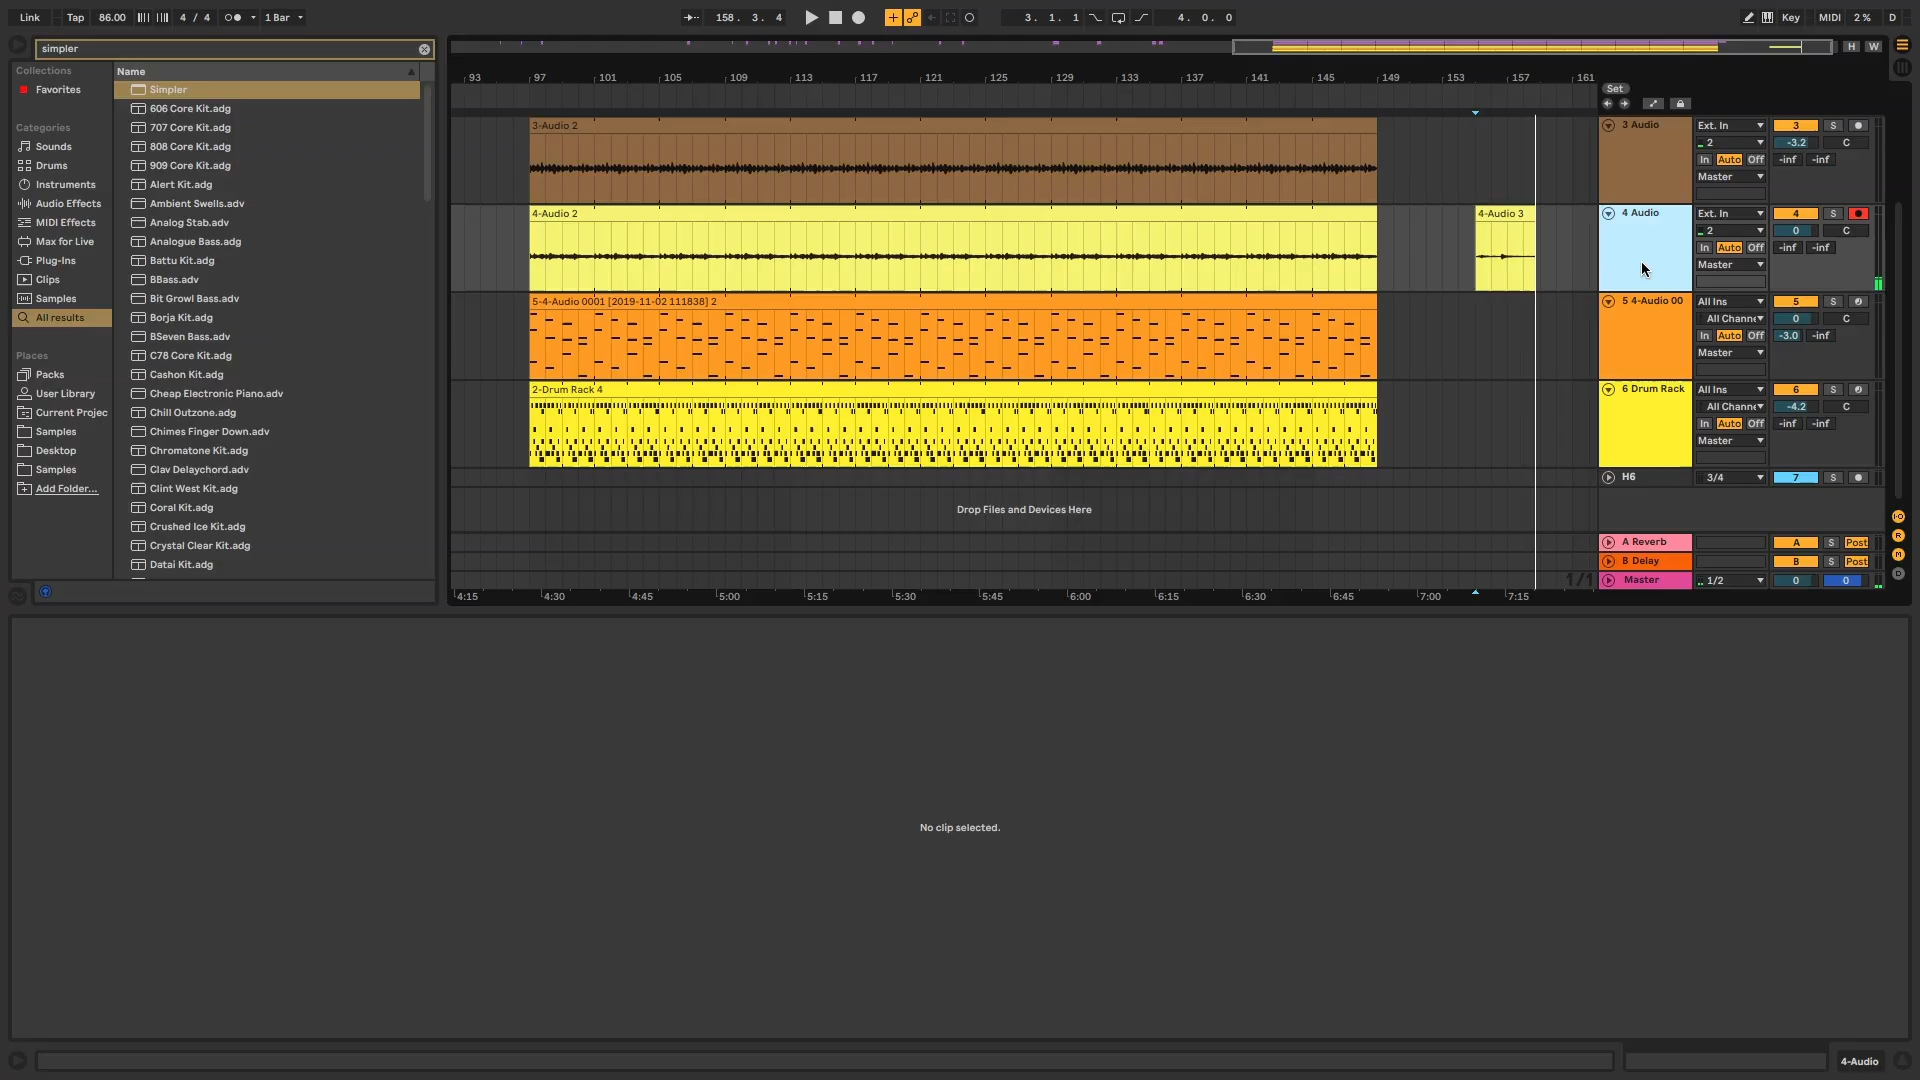 Link Tap 86.00 4 / 4 1 Bar 158. 3. 4 3. 1. 1 4. 0. 0 Key MIDI 2 % D
simpler H W
Collections Name
Favorites
Categories
Sounds
Drums
Instruments
Audio Effects
MIDI Effects
Max for Live
Plug-Ins
Clips
Samples
All results
Places
Packs
User Library
Current Projec
Samples
Desktop
Samples
Add Folder...
Simpler
606 Core Kit.adg
707 Core Kit.adg
808 Core Kit.adg
909 Core Kit.adg
Alert Kit.adg
Ambient Swells.adv
Analog Stab.adv
Analogue Bass.adg
Battu Kit.adg
BBass.adv
Bit Growl Bass.adv
Borja Kit.adg
BSeven Bass.adv
C78 Core Kit.adg
Cashon Kit.adg
Cheap Electronic Piano.adv
Chill Outzone.adg
Chimes Finger Down.adv
Chromatone Kit.adg
Clav Delaychord.adv
Clint West Kit.adg
Coral Kit.adg
Crushed Ice Kit.adg
Crystal Clear Kit.adg
Datai Kit.adg
93 97 101 105 109 113 117 121 125 129 133 137 141 145 149 153 157 161
Set
3-Audio 2 3 Audio Ext. In 3 S
2 -3.2 C
In Auto Off -inf -inf
Master
4-Audio 2 4-Audio 3 4 Audio Ext. In 4 S
2 0 C
In Auto Off -inf -inf
Master
5-4-Audio 0001 [2019-11-02 111838] 2 5 4-Audio 00 All Ins 5 S
All Channe 0 C
In Auto Off -3.0 -inf
Master
2-Drum Rack 4 6 Drum Rack All Ins 6 S
All Channe -4.2 C
In Auto Off -inf -inf
Master
H6 3/4 7 S
Drop Files and Devices Here
A Reverb A S Post
B Delay B S Post
1/1 Master 1/2 0 0
4:15 4:30 4:45 5:00 5:15 5:30 5:45 6:00 6:15 6:30 6:45 7:00 7:15
I·O
R
M
D
No clip selected.
4-Audio